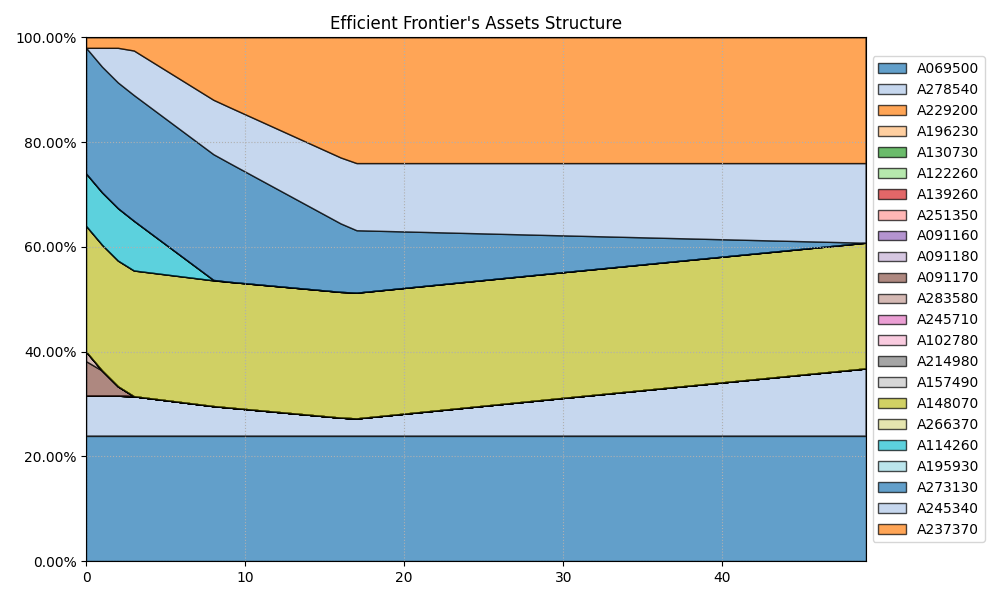 Efficient Frontier's Assets Structure
100.00%
80.00%
60.00%
40.00%
20.00%
0.00%
0
10
20
30
40
A069500
A278540
A229200
A196230
A130730
A122260
A139260
A251350
A091160
A091180
A091170
A283580
A245710
A102780
A214980
A157490
A148070
A266370
A114260
A195930
A273130
A245340
A237370